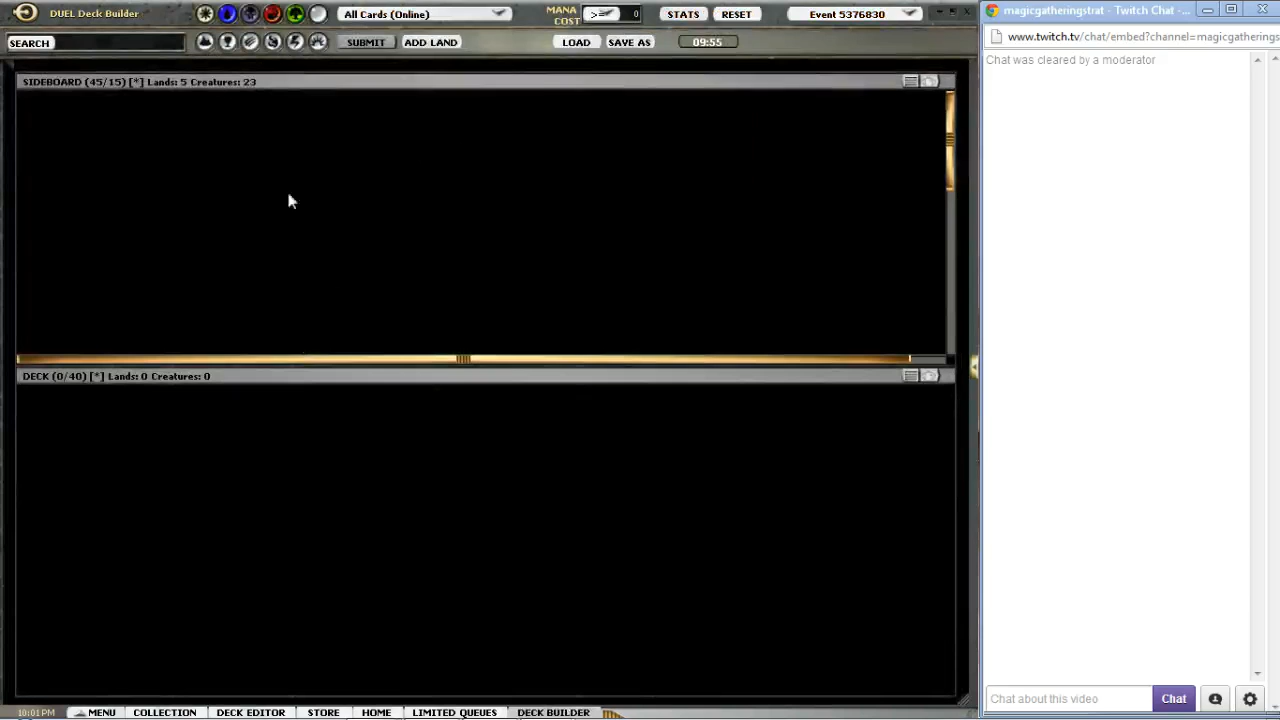 DUEL Deck Builder
All Cards (Online)
MANA COST
> 0
STATS
RESET
Event 5376830
SEARCH
SUBMIT
ADD LAND
LOAD
SAVE AS
09:55
SIDEBOARD (45/15) [*] Lands: 5 Creatures: 23
DECK (0/40) [*] Lands: 0 Creatures: 0
10:01PM
MENU
COLLECTION
DECK EDITOR
STORE
HOME
LIMITED QUEUES
DECK BUILDER
magicgatheringstrat - Twitch Chat - ...
www.twitch.tv/chat/embed?channel=magicgatherings
Chat was cleared by a moderator
Chat about this video
Chat